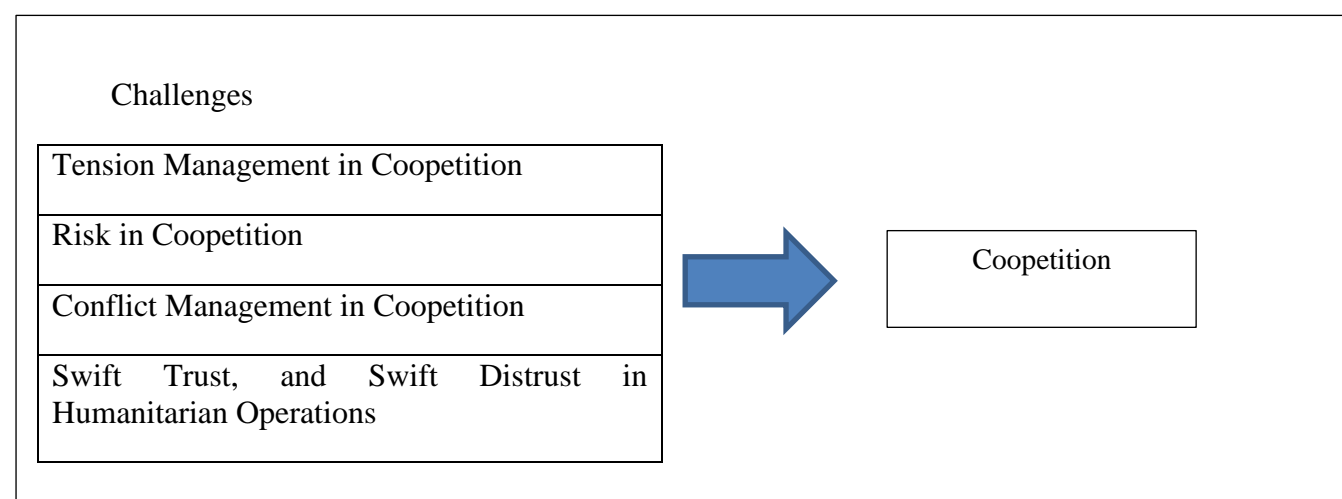 Challenges
Tension Management in Coopetition
Risk in Coopetition
Conflict Management in Coopetition
Swift Trust, and Swift Distrust in
Humanitarian Operations
Coopetition